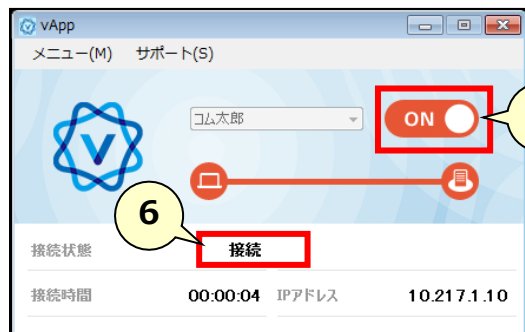 vApp
メニュー(M) サポート(S)
コム太郎
ON
V
6
接続状態 接続
接続時間 00:00:04 IPアドレス 10.217.1.10